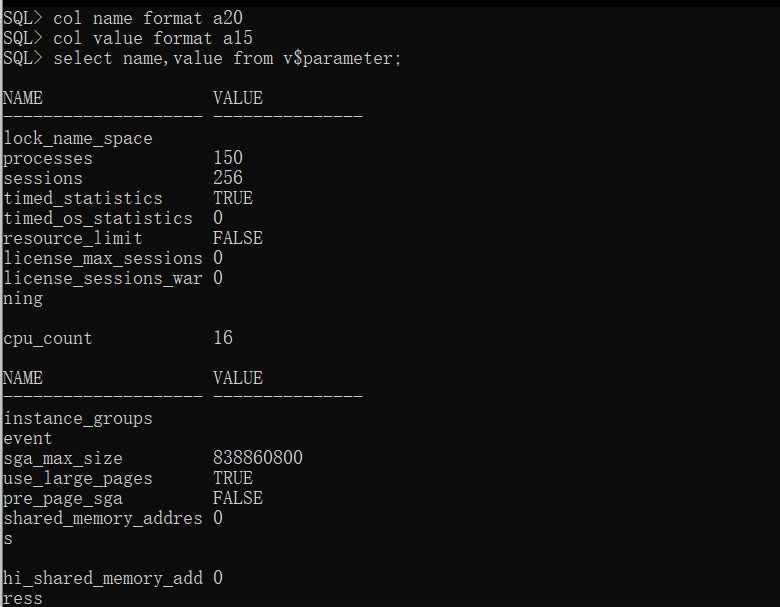 SQL> col name format a20
SQL> col value format a15
SQL> select name,value from v$parameter;
NAME                 VALUE
-------------------- ---------------
lock_name_space
processes            150
sessions             256
timed_statistics     TRUE
timed_os_statistics  0
resource_limit       FALSE
license_max_sessions 0
license_sessions_war 0
ning
cpu_count            16
NAME                 VALUE
-------------------- ---------------
instance_groups
event
sga_max_size         838860800
use_large_pages      TRUE
pre_page_sga         FALSE
shared_memory_addres 0
s
hi_shared_memory_add 0
ress